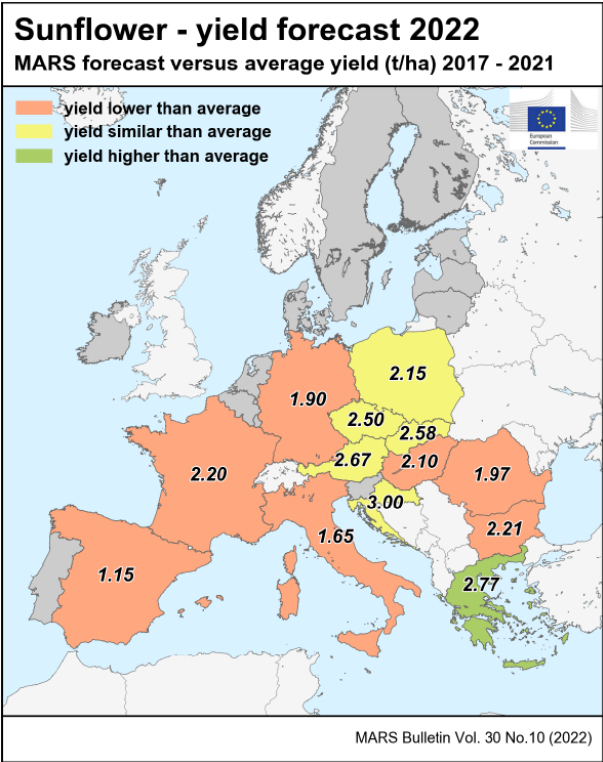 Sunflower - yield forecast 2022
MARS forecast versus average yield (t/ha) 2017 - 2021
yield lower than average
yield similar than average
yield higher than average
European
Commission
2.15
1.90
2.50
2.58
2.67
2.10
1.97
2.20
3.00
2.21
1.65
1.15
2.77
MARS Bulletin Vol. 30 No.10 (2022)